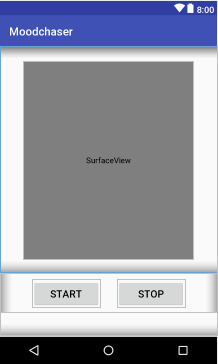 8:00
Moodchaser
SurfaceView
START STOP